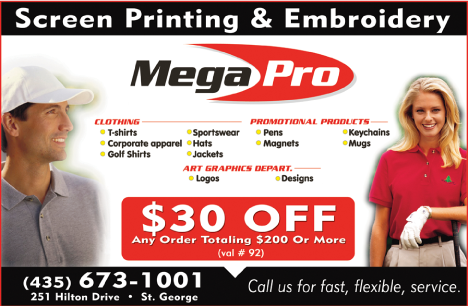 Screen Printing & Embroidery
MegaPro
CLOTHING
T-shirts
Corporate apparel
Golf Shirts
Sportswear
Hats
Jackets
PROMOTIONAL PRODUCTS
Pens
Magnets
Keychains
Mugs
ART GRAPHICS DEPART.
Logos
Designs
$30 OFF
Any Order Totaling $200 Or More
(val # 92)
(435) 673-1001
251 Hilton Drive • St. George
Call us for fast, flexible, service.